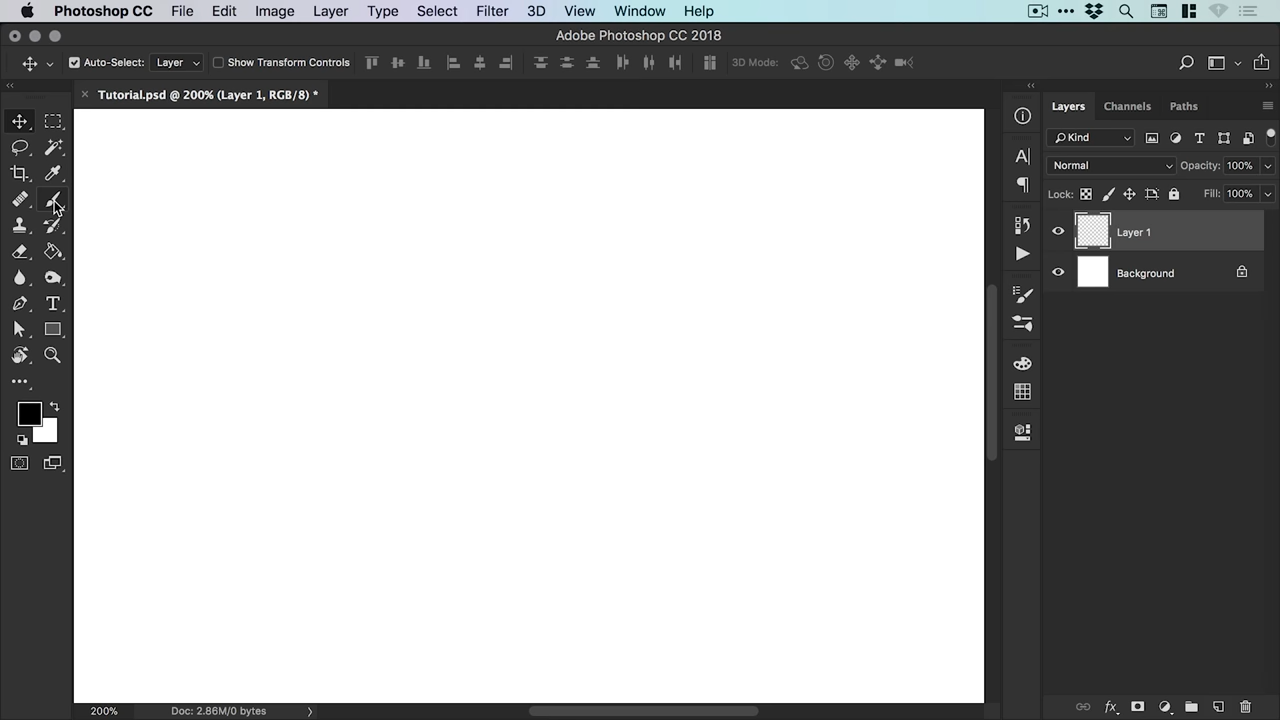 Photoshop CC File Edit Image Layer Type Select Filter 3D View Window Help
Adobe Photoshop CC 2018
Auto-Select: Layer Show Transform Controls 3D Mode:
Tutorial.psd @ 200% (Layer 1, RGB/8) *
Layers Channels Paths
Kind
Normal Opacity: 100%
Lock: Fill: 100%
Layer 1
Background
200% Doc: 2.86M/0 bytes